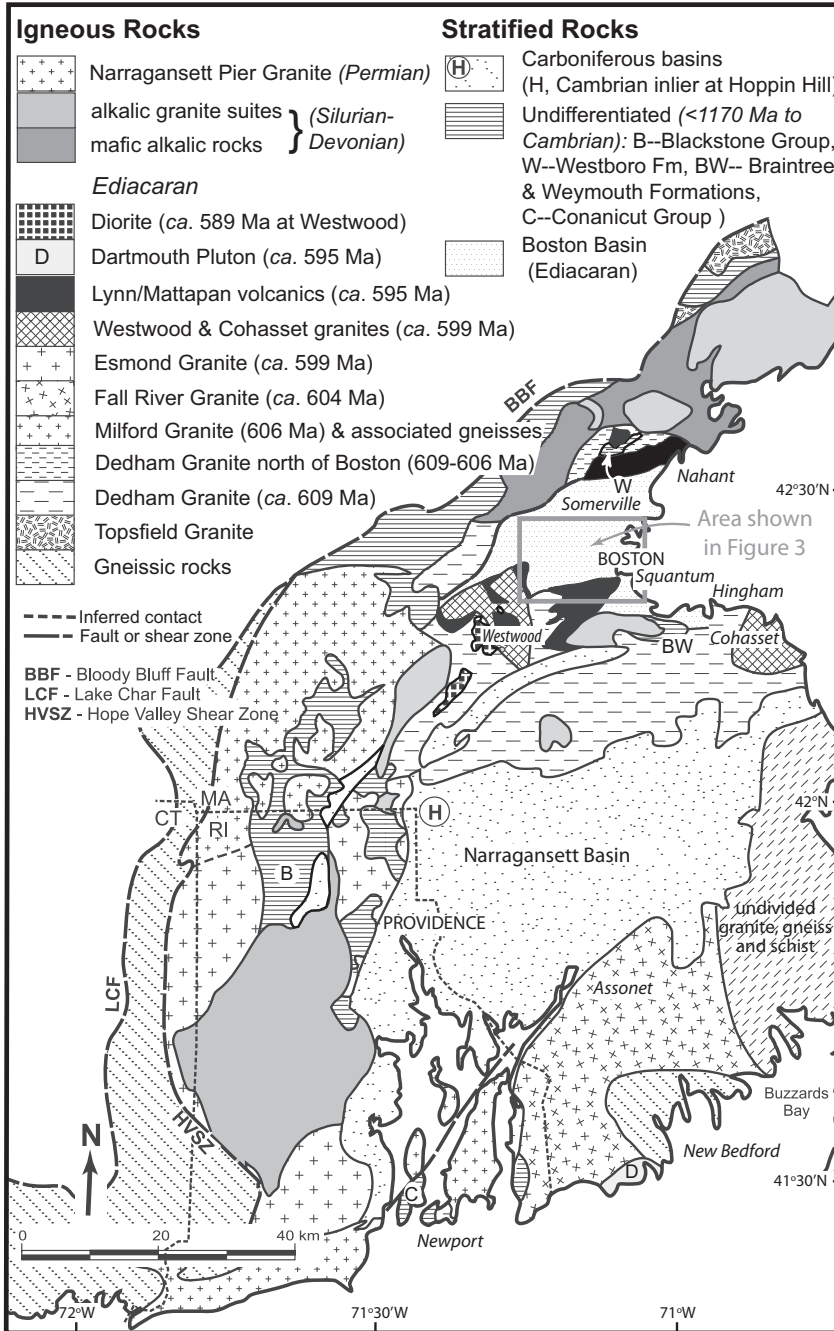 Igneous Rocks
Narragansett Pier Granite (Permian)
alkalic granite suites
mafic alkalic rocks
} (Silurian-
Devonian)
Ediacaran
Diorite (ca. 589 Ma at Westwood)
D
Dartmouth Pluton (ca. 595 Ma)
Lynn/Mattapan volcanics (ca. 595 Ma)
Westwood & Cohasset granites (ca. 599 Ma)
Esmond Granite (ca. 599 Ma)
Fall River Granite (ca. 604 Ma)
Milford Granite (606 Ma) & associated gneisses
Dedham Granite north of Boston (609-606 Ma)
Dedham Granite (ca. 609 Ma)
Topsfield Granite
Gneissic rocks
Inferred contact
Fault or shear zone
BBF - Bloody Bluff Fault
LCF - Lake Char Fault
HVSZ - Hope Valley Shear Zone
Stratified Rocks
H
Carboniferous basins
(H, Cambrian inlier at Hoppin Hill)
Undifferentiated (<1170 Ma to
Cambrian): B--Blackstone Group,
W--Westboro Fm, BW-- Braintree
& Weymouth Formations,
C--Conanicut Group )
Boston Basin
(Ediacaran)
BBF
W
Nahant
42°30'N
Somerville
Area shown
in Figure 3
BOSTON
Squantum
Hingham
Westwood
BW
Cohasset
MA
CT
RI
H
42°N
Narragansett Basin
B
PROVIDENCE
undivided
granite, gneiss
and schist
LCF
Assonet
HVSZ
Buzzards
Bay
N
New Bedford
D
C
41°30'N
0
20
40 km
Newport
72°W
71°30'W
71°W